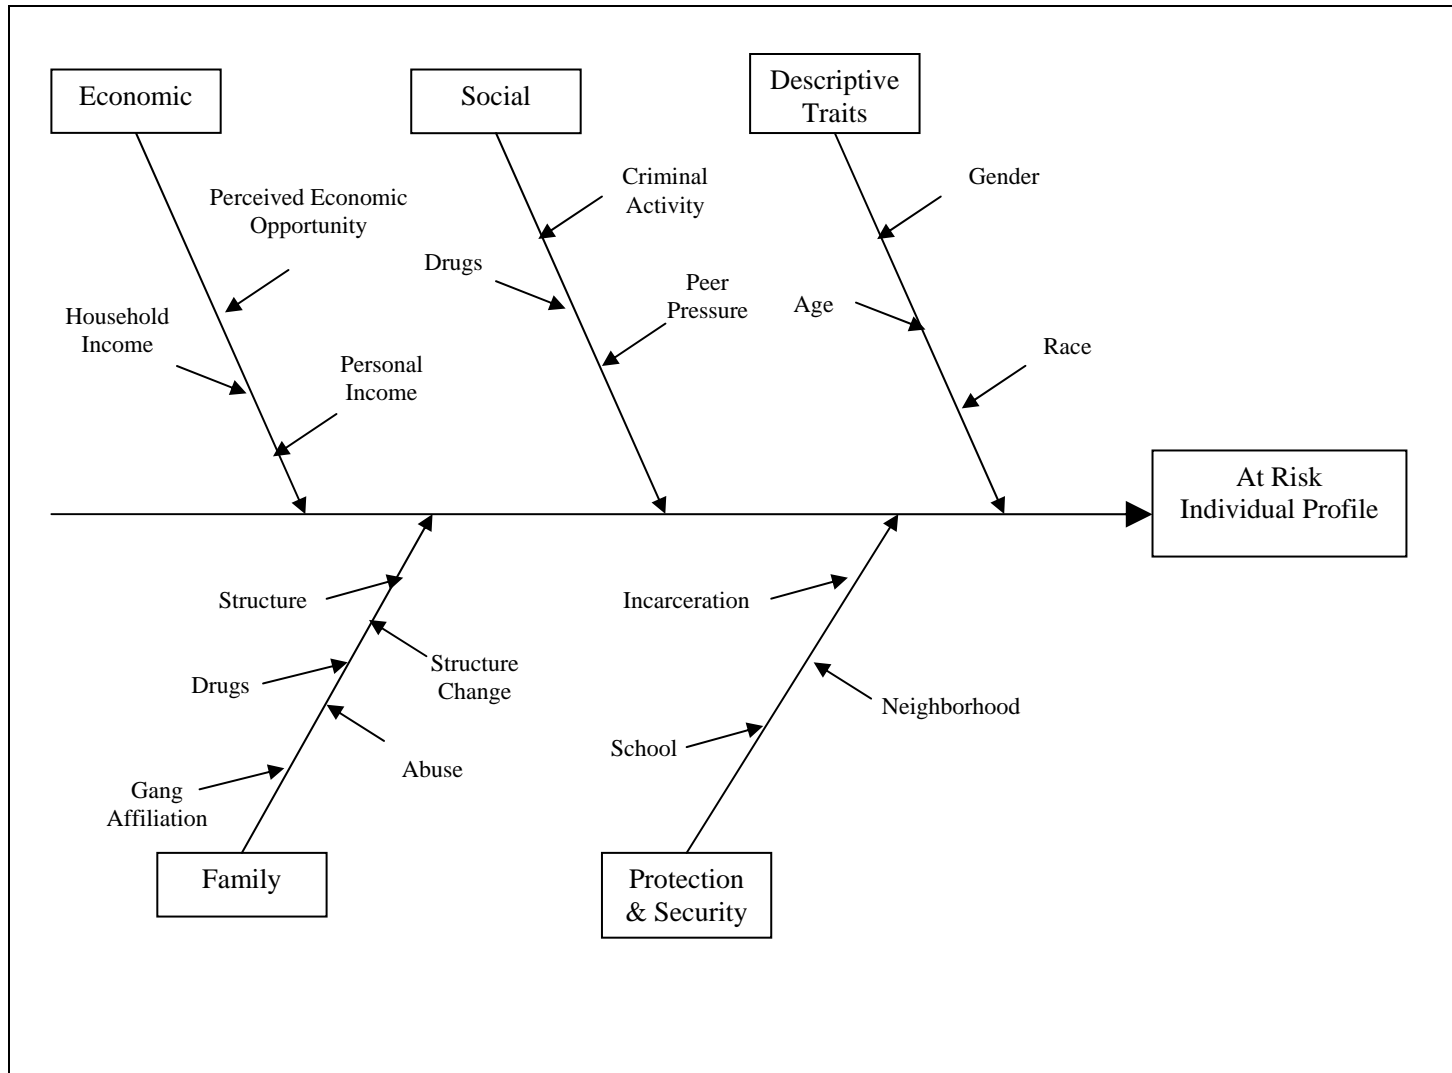 Economic
Social
Descriptive
Traits
Criminal
Activity
Gender
Perceived Economic
Opportunity
Drugs
Peer
Pressure
Age
Household
Income
Race
Personal
Income
At Risk
Individual Profile
Structure
Incarceration
Structure
Change
Drugs
Neighborhood
School
Abuse
Gang
Affiliation
Family
Protection
& Security